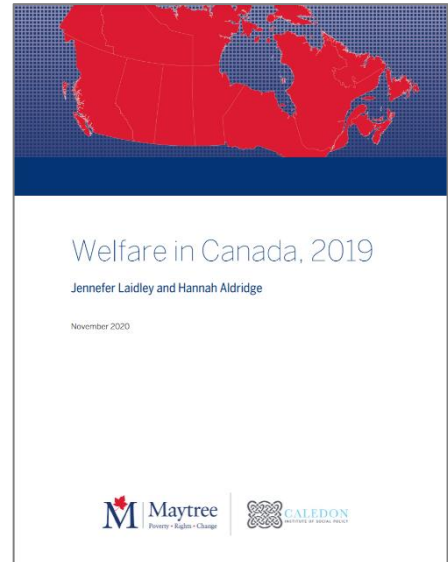 Welfare in Canada, 2019
Jennefer Laidley and Hannah Aldridge
November 2020
M Maytree
Poverty • Rights • Change
CALEDON
INSTITUTE OF SOCIAL POLICY